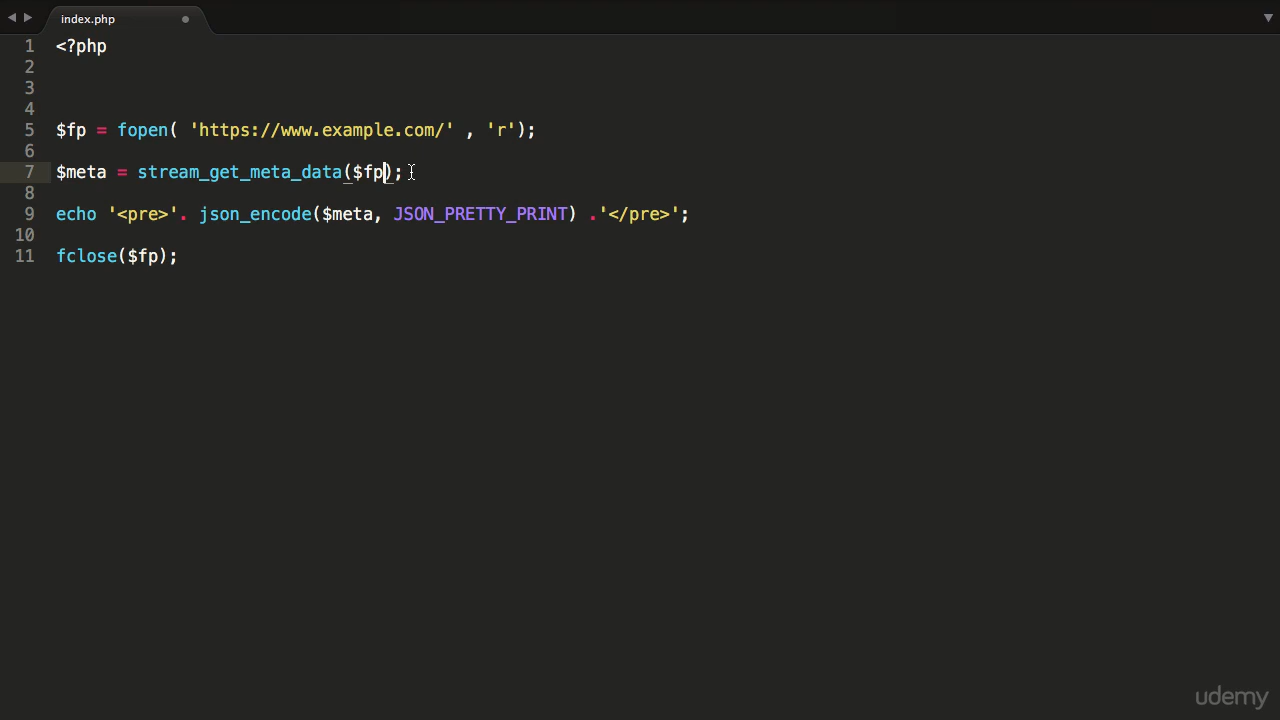 index.php
1 <?php
2
3
4
5 $fp = fopen( 'https://www.example.com/' , 'r');
6
7 $meta = stream_get_meta_data($fp);
8
9 echo '<pre>'. json_encode($meta, JSON_PRETTY_PRINT) .'</pre>';
10
11 fclose($fp);
udemy